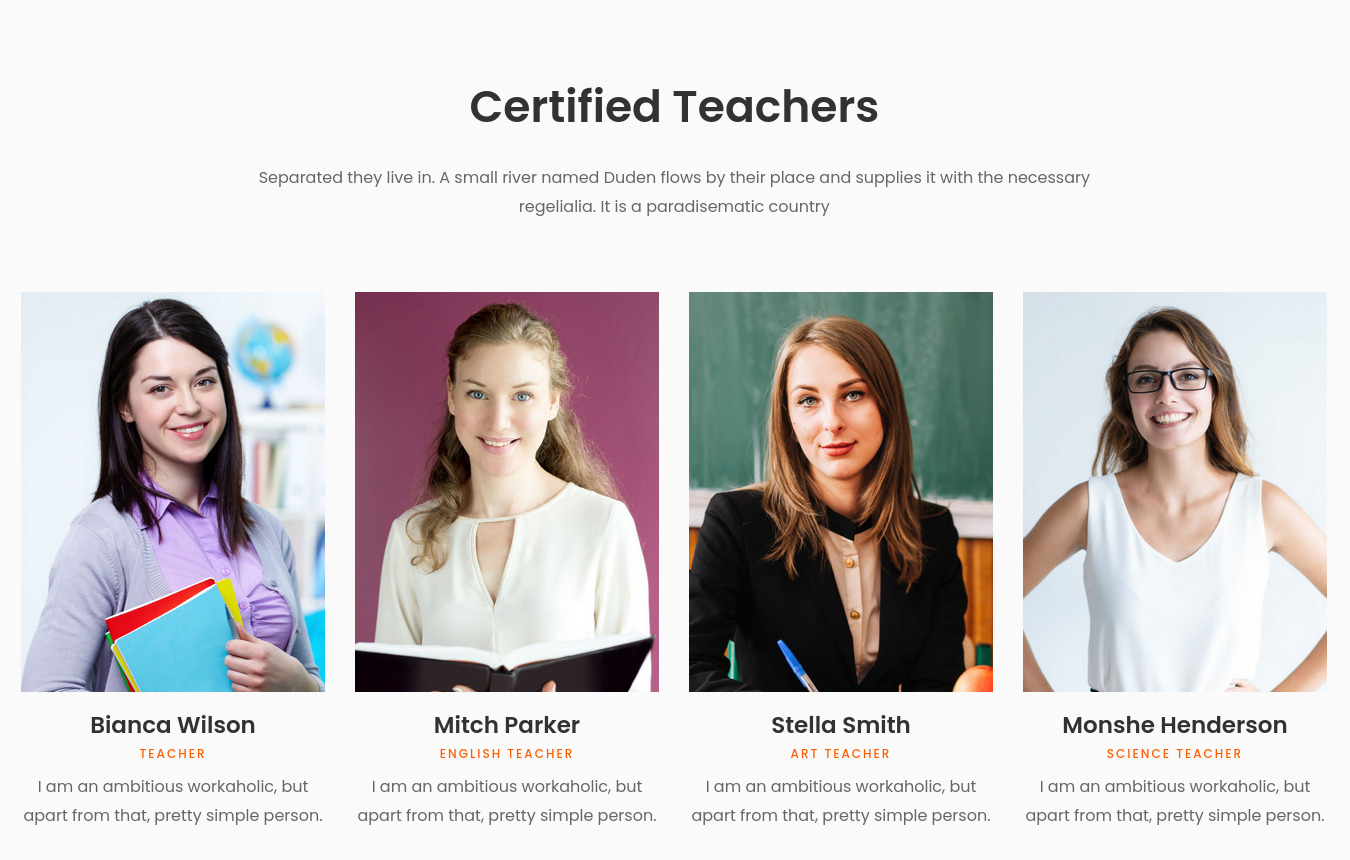 Certified Teachers
Separated they live in. A small river named Duden flows by their place and supplies it with the necessary
regelialia. It is a paradisematic country
Bianca Wilson
TEACHER
I am an ambitious workaholic, but
apart from that, pretty simple person.
Mitch Parker
ENGLISH TEACHER
I am an ambitious workaholic, but
apart from that, pretty simple person.
Stella Smith
ART TEACHER
I am an ambitious workaholic, but
apart from that, pretty simple person.
Monshe Henderson
SCIENCE TEACHER
I am an ambitious workaholic, but
apart from that, pretty simple person.